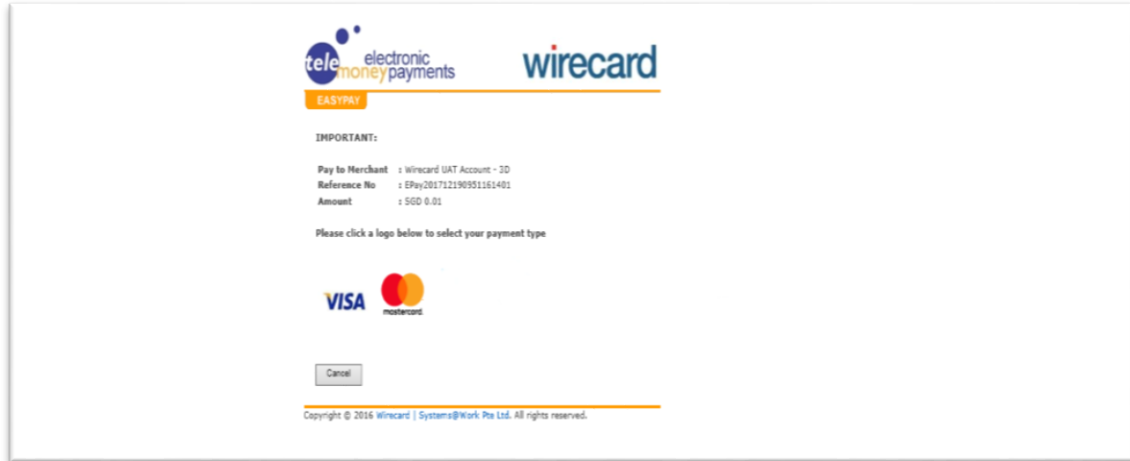 tele money electronic payments
wirecard
EASYPAY
IMPORTANT:
Pay to Merchant : Wirecard UAT Account - 3D
Reference No : EPay201712190951161401
Amount : SGD 0.01
Please click a logo below to select your payment type
VISA mastercard.
Cancel
Copyright © 2016 Wirecard | Systems@Work Pte Ltd. All rights reserved.